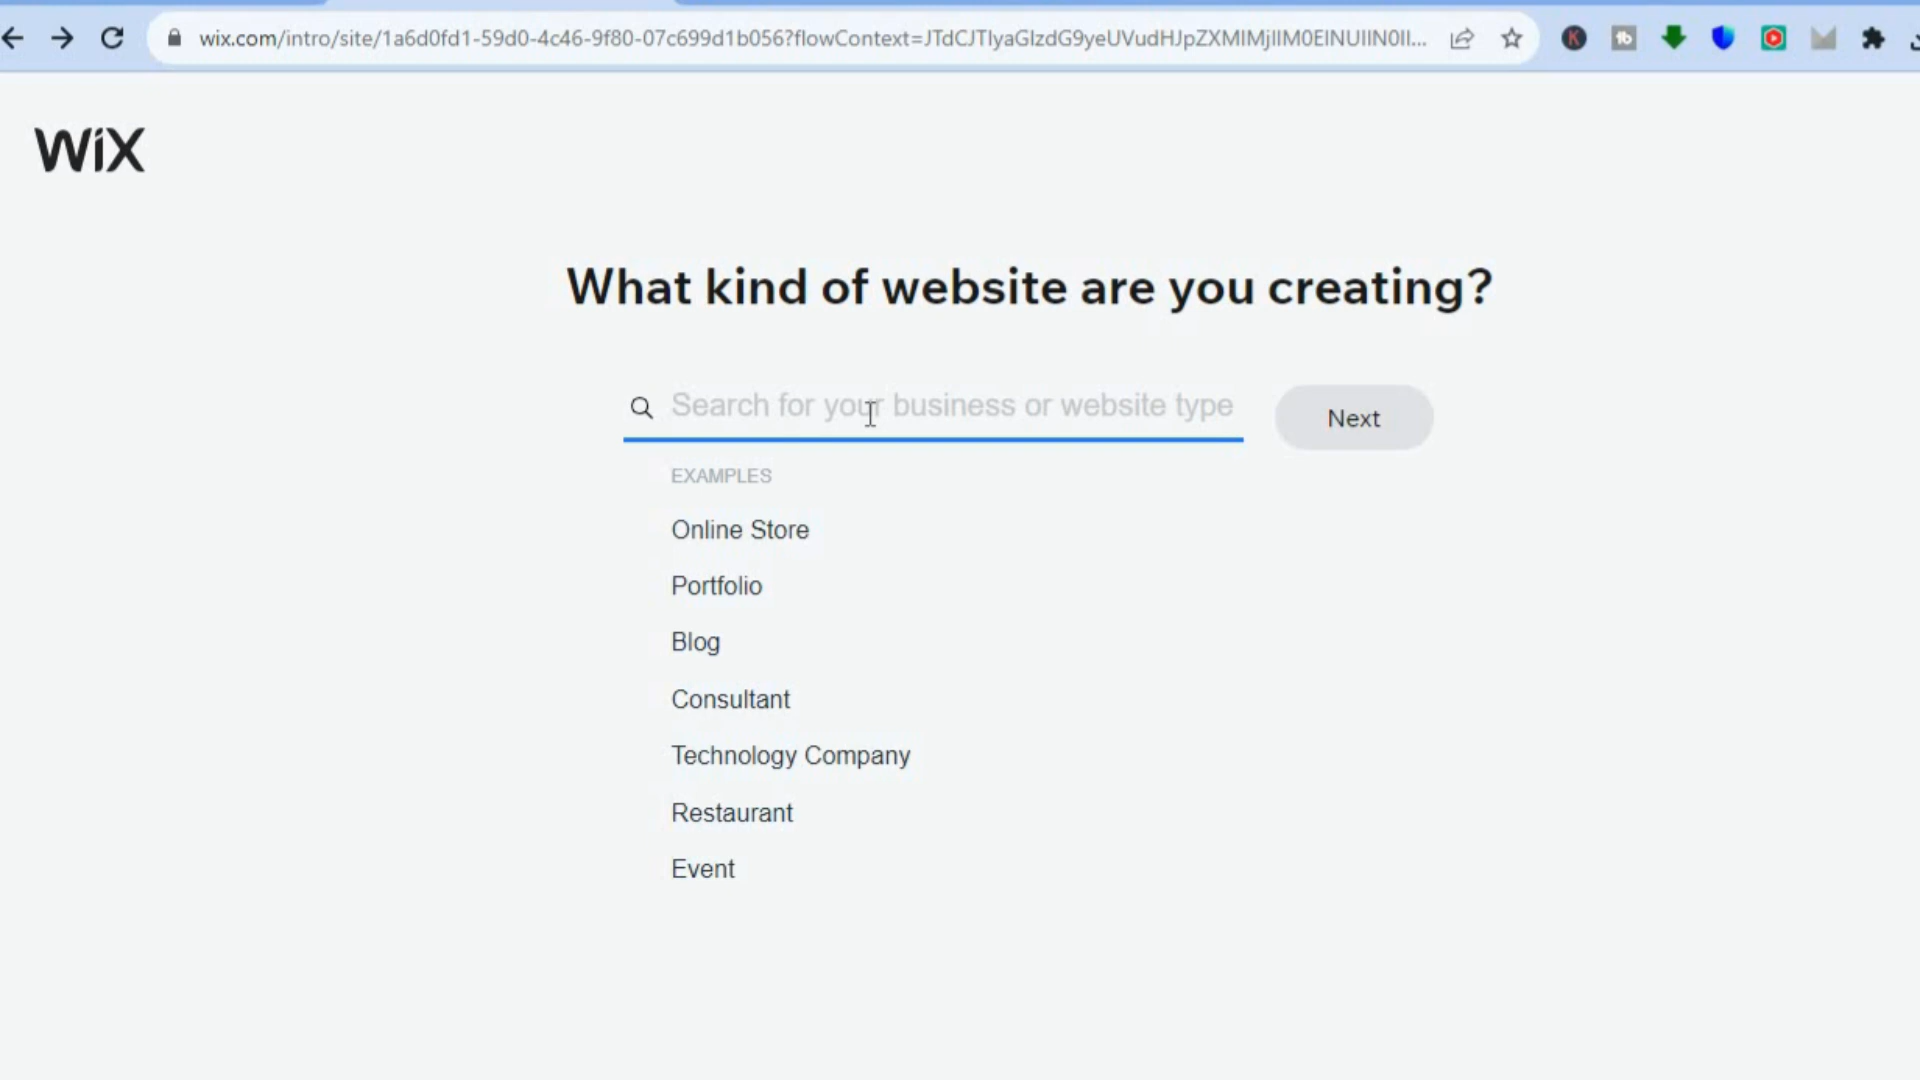 wix.com/intro/site/1a6d0fd1-59d0-4c46-9f80-07c699d1b056?flowContext=
WiX
What kind of website are you creating?
Search for your business or website type
Next
EXAMPLES
Online Store
Portfolio
Blog
Consultant
Technology Company
Restaurant
Event